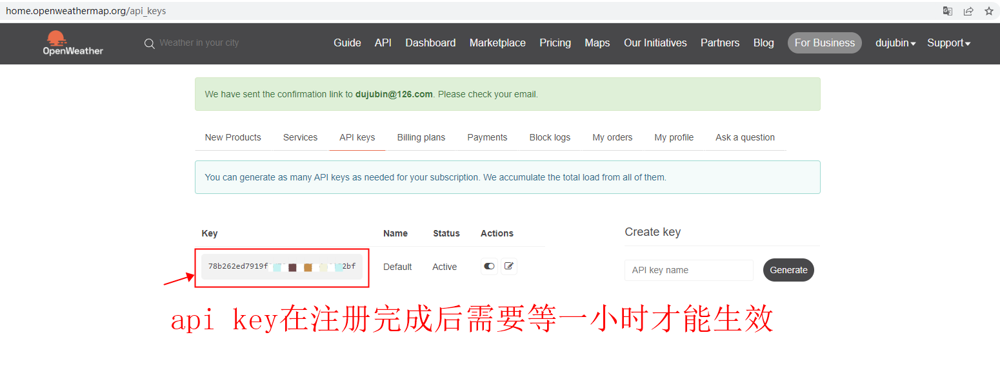 home.openweathermap.org/api_keys
OpenWeather Weather in your city Guide API Dashboard Marketplace Pricing Maps Our Initiatives Partners Blog For Business dujubin Support
We have sent the confirmation link to dujubin@126.com. Please check your email.
New Products Services API keys Billing plans Payments Block logs My orders My profile Ask a question
You can generate as many API keys as needed for your subscription. We accumulate the total load from all of them.
Key Name Status Actions Create key
78b262ed7919f 2bf Default Active API key name Generate
api key在注册完成后需要等一小时才能生效